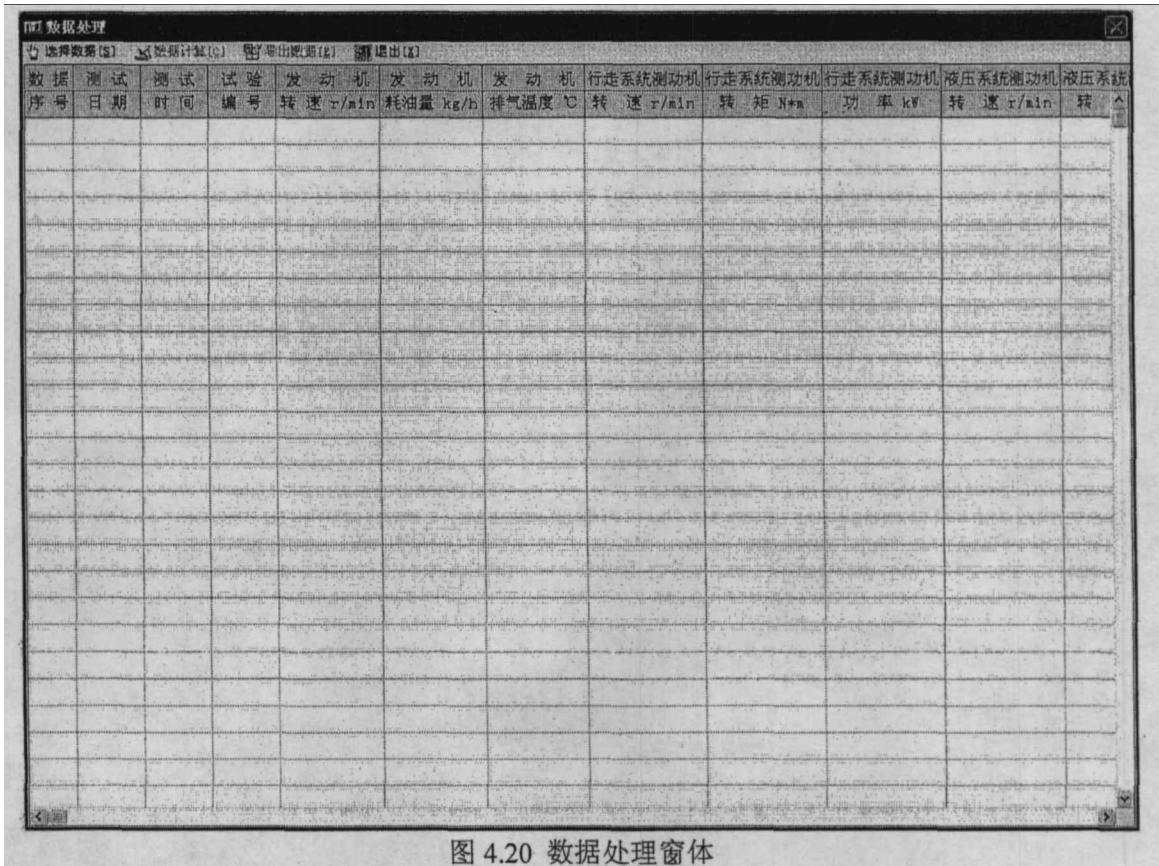 数据处理
选择数据(S) 数据计算(C) 导出数据(E) 退出(X)
数 据 测 试 测 试 试 验 发 动 机 发 动 机 发 动 机 行走系统测功机 行走系统测功机 行走系统测功机 液压系统测功机 液压系统
序 号 日 期 时 间 编 号 转 速 r/min 耗油量 kg/h 排气温度 ℃ 转 速 r/min 转 矩 N*m 功 率 kW 转 速 r/min 转
图 4.20 数据处理窗体